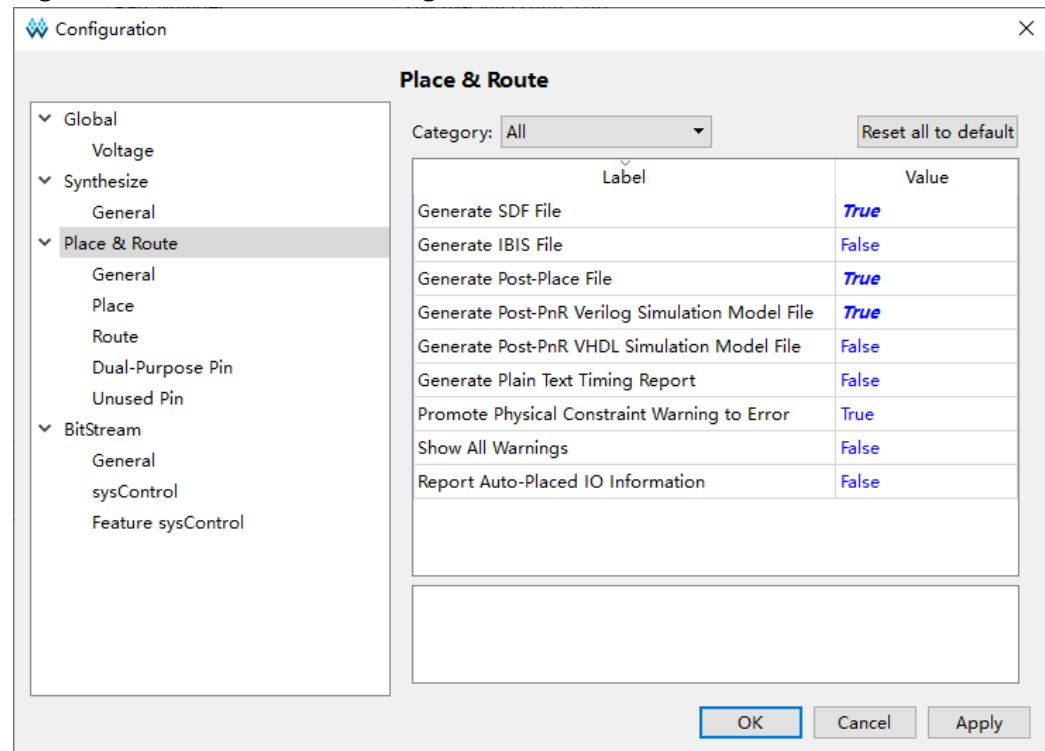 Configuration
Place & Route
Global
Voltage
Synthesize
General
Place & Route
General
Place
Route
Dual-Purpose Pin
Unused Pin
BitStream
General
sysControl
Feature sysControl
Category: All Reset all to default
Label Value
Generate SDF File True
Generate IBIS File False
Generate Post-Place File True
Generate Post-PnR Verilog Simulation Model File True
Generate Post-PnR VHDL Simulation Model File False
Generate Plain Text Timing Report False
Promote Physical Constraint Warning to Error True
Show All Warnings False
Report Auto-Placed IO Information False
OK Cancel Apply